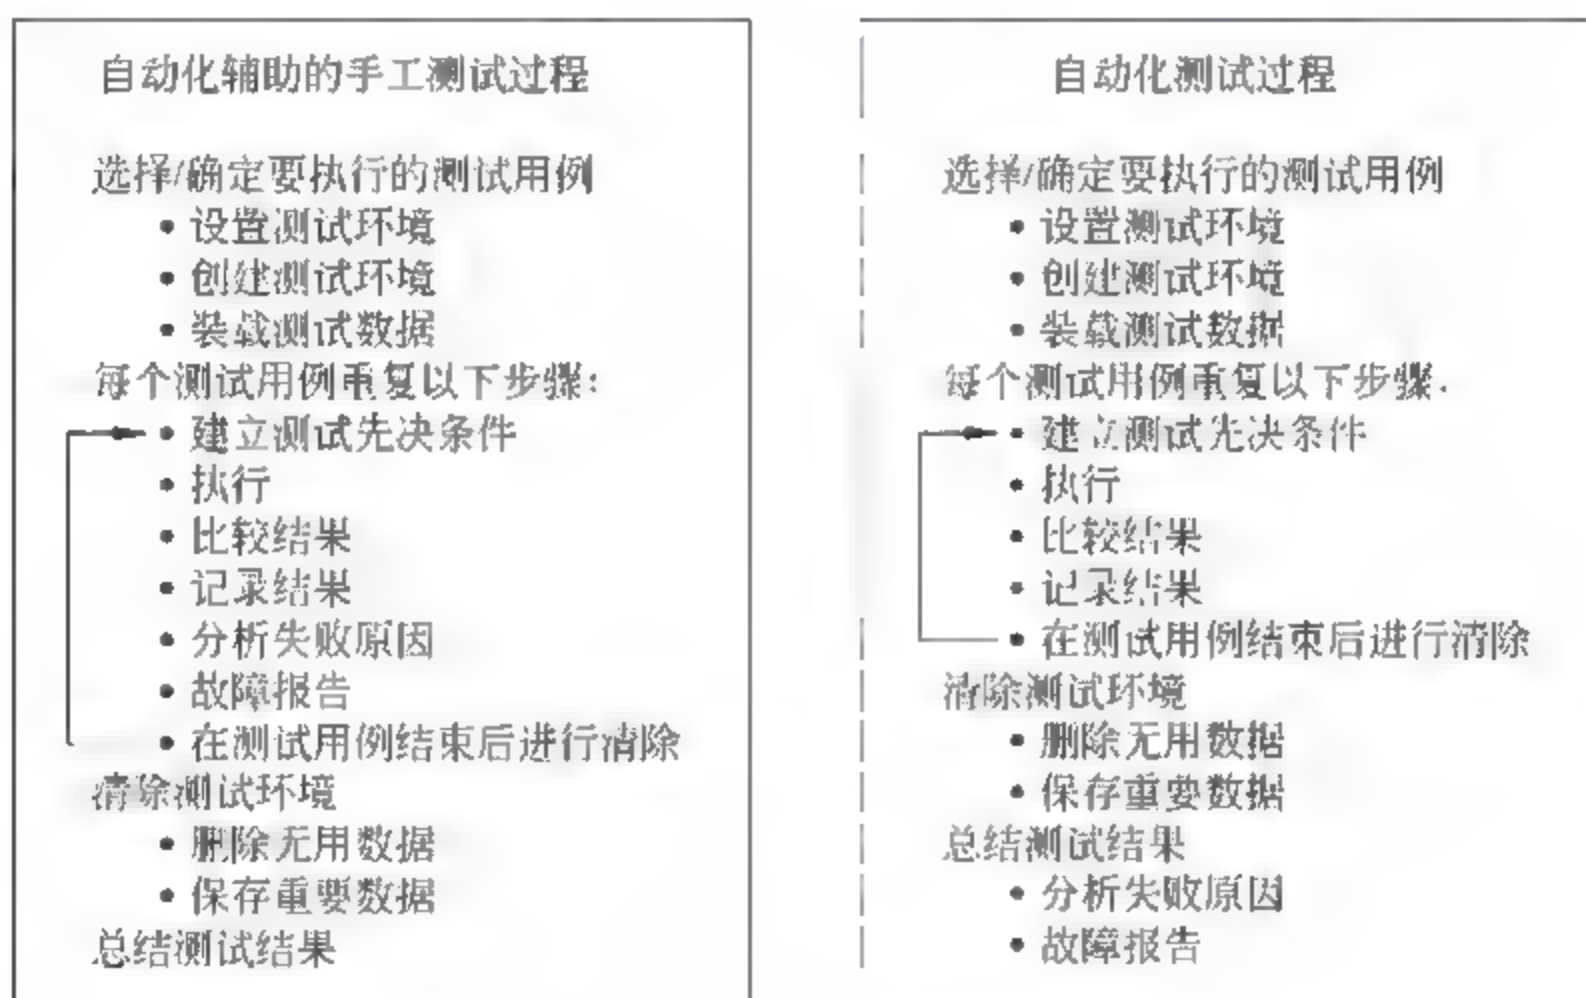 自动化辅助的手工测试过程
选择/确定要执行的测试用例
• 设置测试环境
• 创建测试环境
• 装载测试数据
每个测试用例重复以下步骤:
• 建立测试先决条件
• 执行
• 比较结果
• 记录结果
• 分析失败原因
• 故障报告
• 在测试用例结束后进行清除
清除测试环境
• 删除无用数据
• 保存重要数据
总结测试结果
自动化测试过程
选择/确定要执行的测试用例
• 设置测试环境
• 创建测试环境
• 装载测试数据
每个测试用例重复以下步骤.
• 建立测试先决条件
• 执行
• 比较结果
• 记录结果
• 在测试用例结束后进行清除
清除测试环境
• 删除无用数据
• 保存重要数据
总结测试结果
• 分析失败原因
• 故障报告